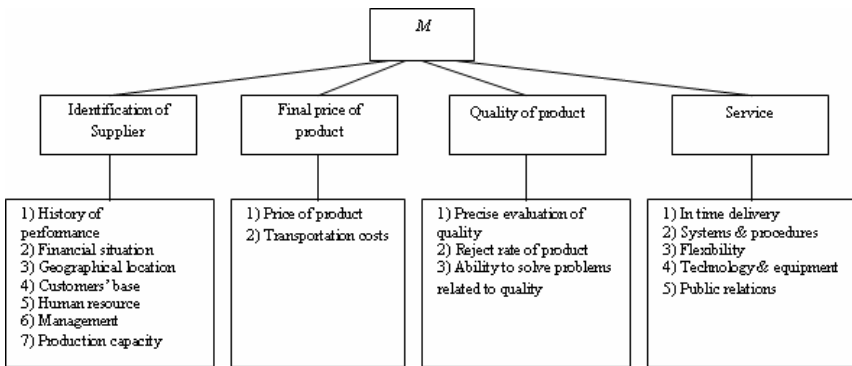 M
Identification of
Supplier
Final price of
product
Quality of product
Service
1) History of
performance
2) Financial situation
3) Geographical location
4) Customers' base
5) Human resource
6) Management
7) Production capacity
1) Price of product
2) Transportation costs
1) Precise evaluation of
quality
2) Reject rate of product
3) Ability to solve problems
related to quality
1) In time delivery
2) Systems & procedures
3) Flexibility
4) Technology & equipment
5) Public relations